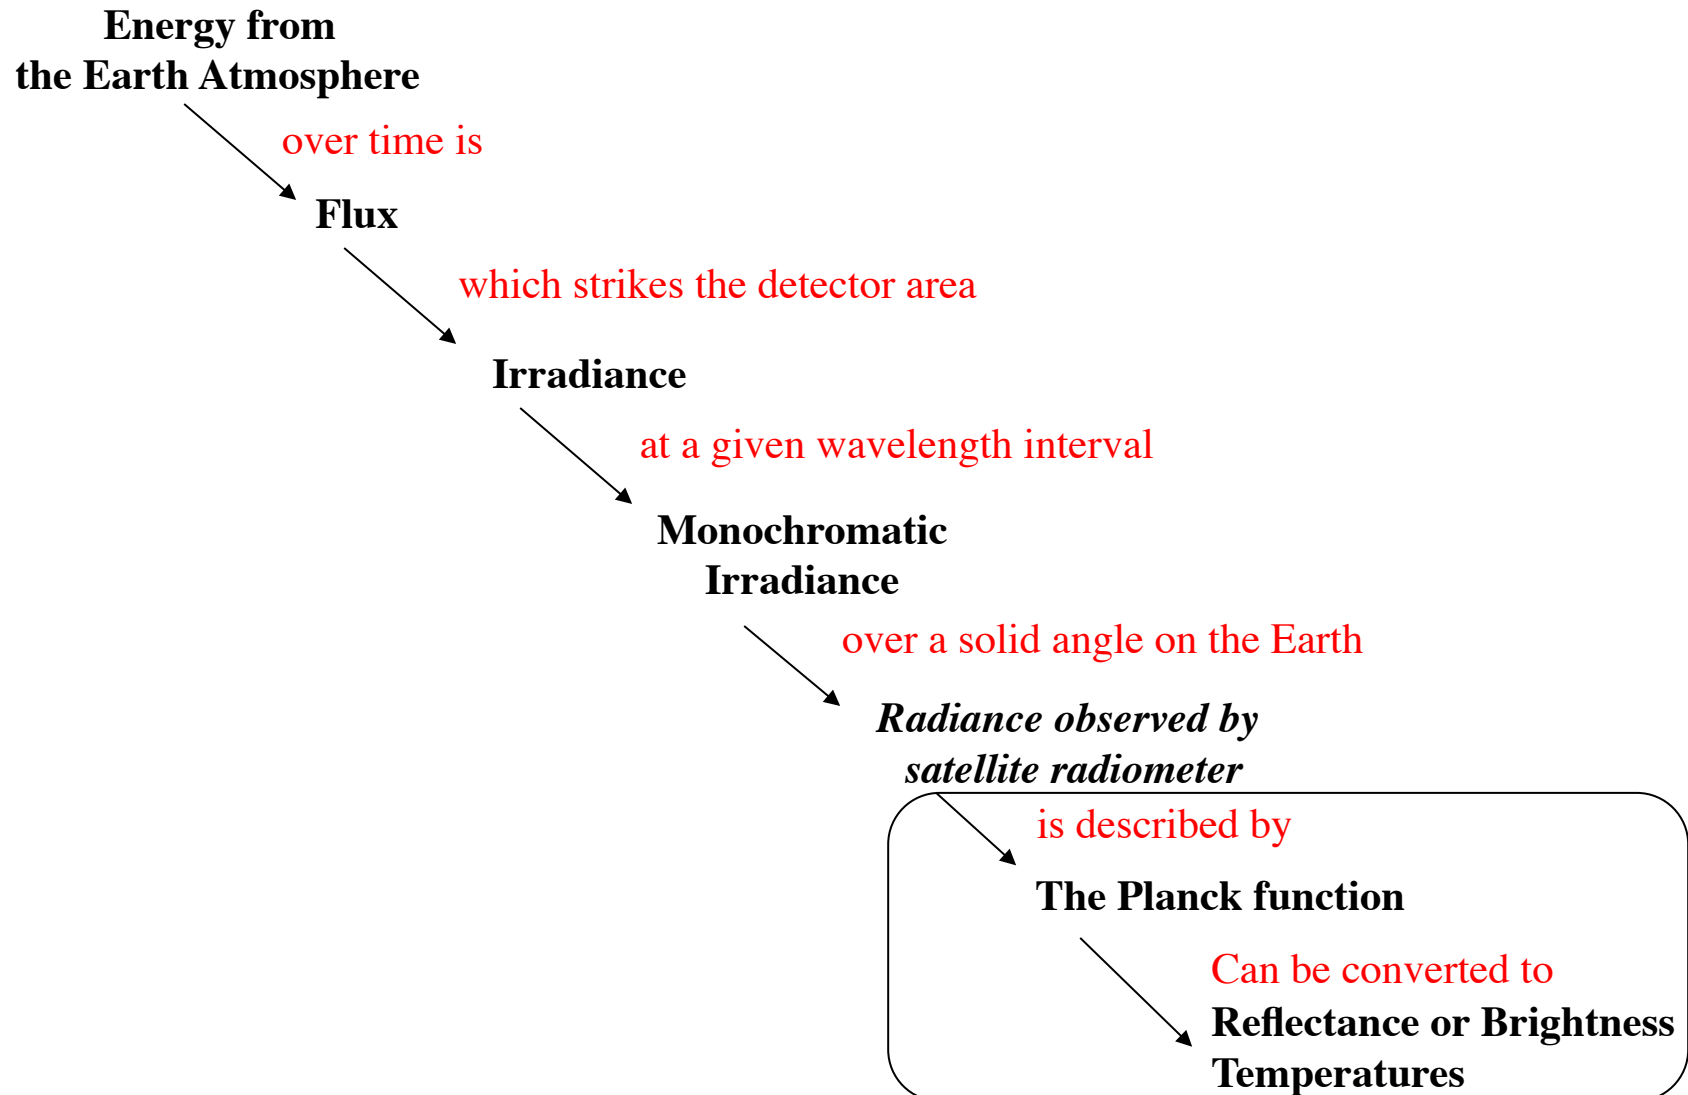 Energy from
the Earth Atmosphere
over time is
Flux
which strikes the detector area
Irradiance
at a given wavelength interval
Monochromatic
Irradiance
over a solid angle on the Earth
Radiance observed by
satellite radiometer
is described by
The Planck function
Can be converted to
Reflectance or Brightness
Temperatures